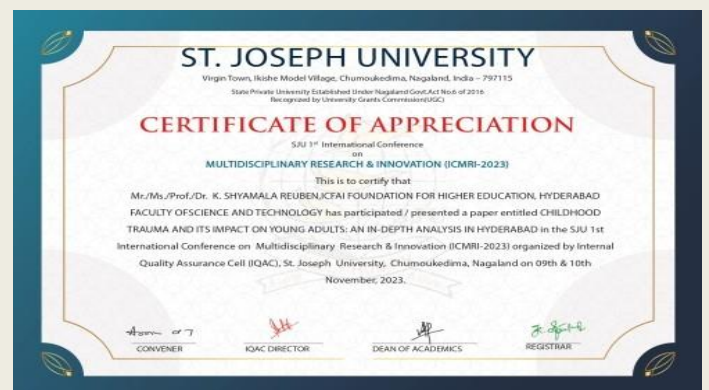 ST. JOSEPH UNIVERSITY
Virgin Town, Ikishe Model Village, Chumoukedima, Nagaland, India – 797115
State Private University Established Under Nagaland Govt.Act No.6 of 2016
Recognized by University Grants Commission(UGC)
CERTIFICATE OF APPRECIATION
SJU 1st International Conference
on
MULTIDISCIPLINARY RESEARCH & INNOVATION (ICMRI-2023)
This is to certify that
Mr./Ms./Prof./Dr. K. SHYAMALA REUBEN,ICFAI FOUNDATION FOR HIGHER EDUCATION, HYDERABAD
FACULTY OFSCIENCE AND TECHNOLOGY has participated / presented a paper entitled CHILDHOOD
TRAUMA AND ITS IMPACT ON YOUNG ADULTS: AN IN-DEPTH ANALYSIS IN HYDERABAD in the SJU 1st
International Conference on Multidisciplinary Research & Innovation (ICMRI-2023) organized by Internal
Quality Assurance Cell (IQAC), St. Joseph University, Chumoukedima, Nagaland on 09th & 10th
November, 2023.
CONVENER
IQAC DIRECTOR
DEAN OF ACADEMICS
REGISTRAR